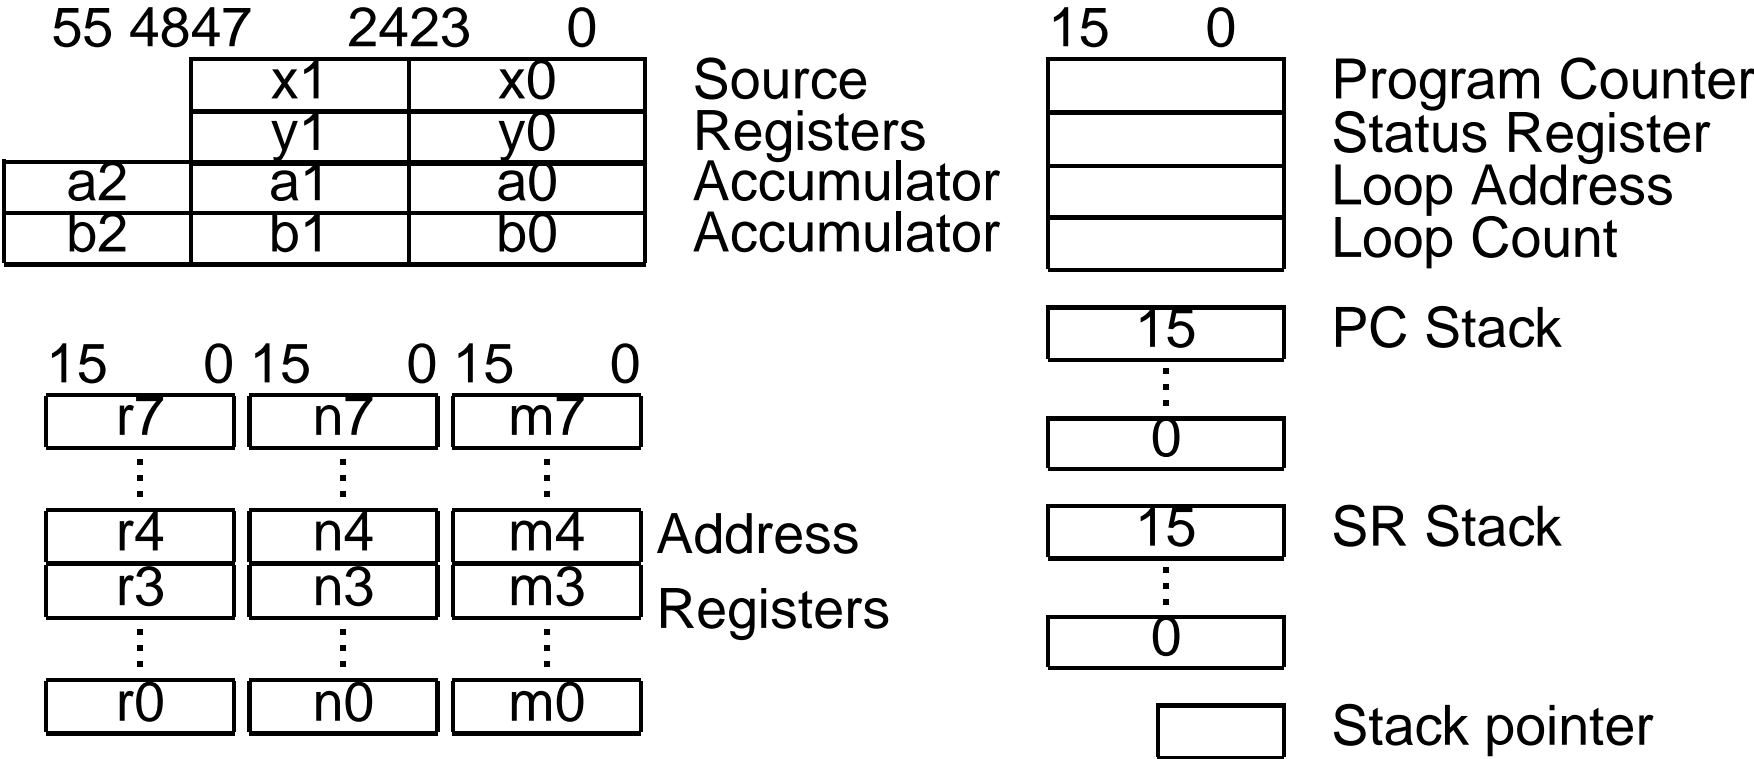 55 4847 2423 0
x1 x0 Source
y1 y0 Registers
a2 a1 a0 Accumulator
b2 b1 b0 Accumulator
15 0 15 0 15 0
r7 n7 m7
r4 n4 m4 Address
r3 n3 m3 Registers
r0 n0 m0
15 0
Program Counter
Status Register
Loop Address
Loop Count
15 PC Stack
0
15 SR Stack
0
Stack pointer